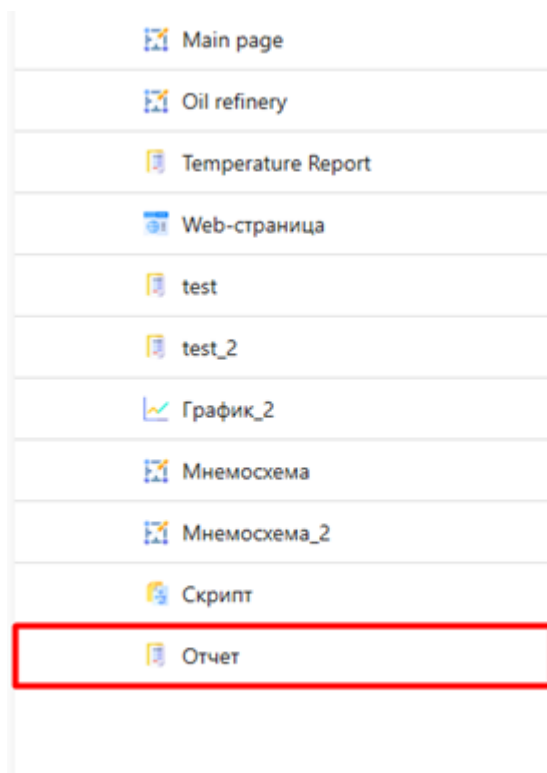 Main page
Oil refinery
Temperature Report
Web-страница
test
test_2
График_2
Мнемосхема
Мнемосхема_2
Скрипт
Отчет